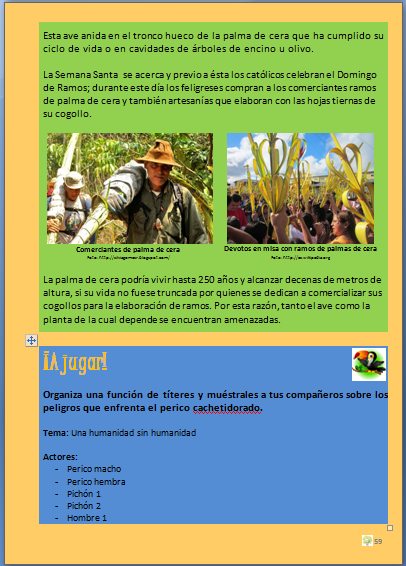 Esta ave anida en el tronco hueco de la palma de cera que ha cumplido su
ciclo de vida o en cavidades de árboles de encino u olivo.
La Semana Santa se acerca y previo a ésta los católicos celebran el Domingo
de Ramos; durante este día los feligreses compran a los comerciantes ramos
de palma de cera y también artesanías que elaboran con las hojas tiernas de
su cogollo.
Comerciantes de palma de cera
Devotos en misa con ramos de palmas de cera
La palma de cera podría vivir hasta 250 años y alcanzar decenas de metros de
altura, si su vida no fuese truncada por quienes se dedican a comercializar sus
cogollos para la elaboración de ramos. Por esta razón, tanto el ave como la
planta de la cual depende se encuentran amenazadas.
¡A jugar!
Organiza una función de títeres y muéstrales a tus compañeros sobre los
peligros que enfrenta el perico cachetidorado.
Tema: Una humanidad sin humanidad
Actores:
- Perico macho
- Perico hembra
- Pichón 1
- Pichón 2
- Hombre 1
59